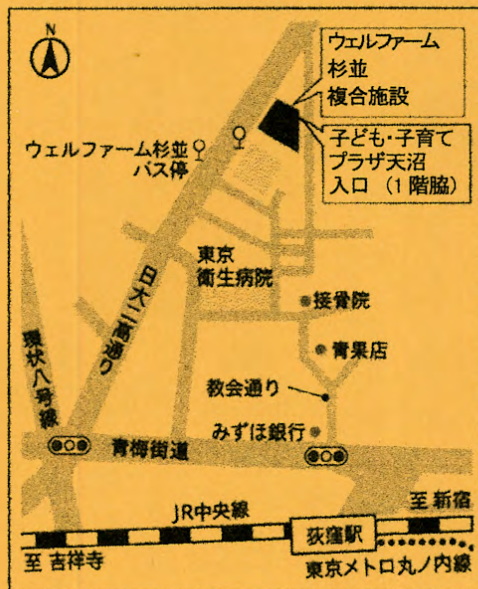 N
ウェルファーム
杉並
複合施設
子ども・子育て
プラザ天沼
入口 (1階脇)
ウェルファーム杉並
バス停
東京
衛生病院
日大二高通り
接骨院
青果店
環状八号線
教会通り
みずほ銀行
青梅街道
JR中央線
至 新宿
荻窪駅
至 吉祥寺
東京メトロ丸ノ内線